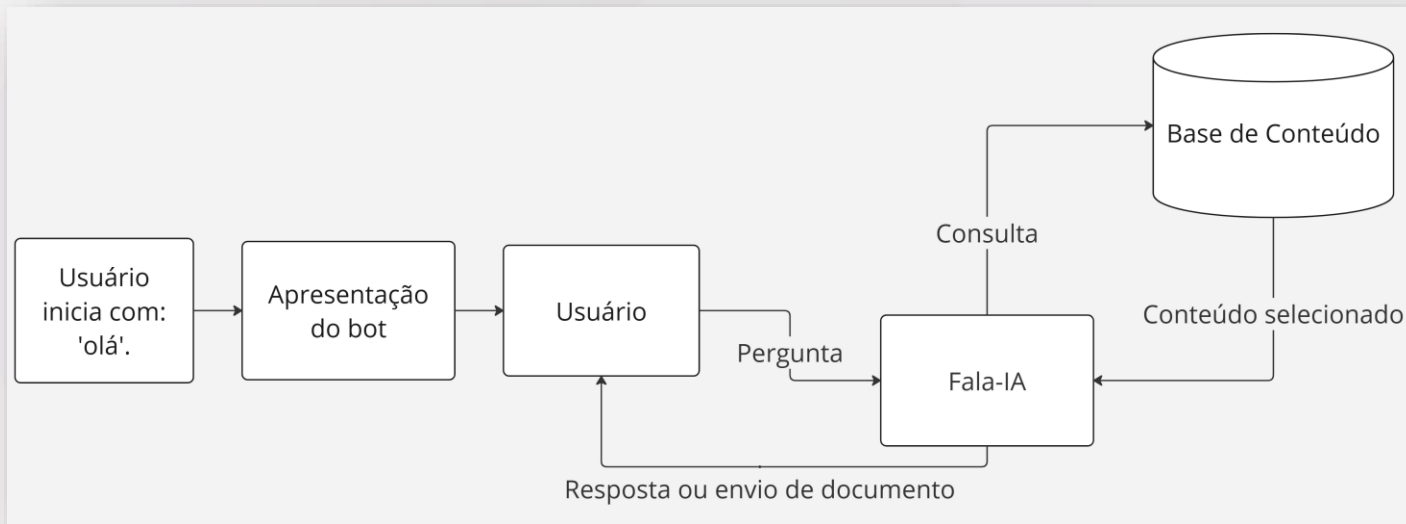 Usuário
inicia com:
'olá'.
Apresentação
do bot
Usuário
Pergunta
Fala-IA
Consulta
Base de Conteúdo
Conteúdo selecionado
Resposta ou envio de documento